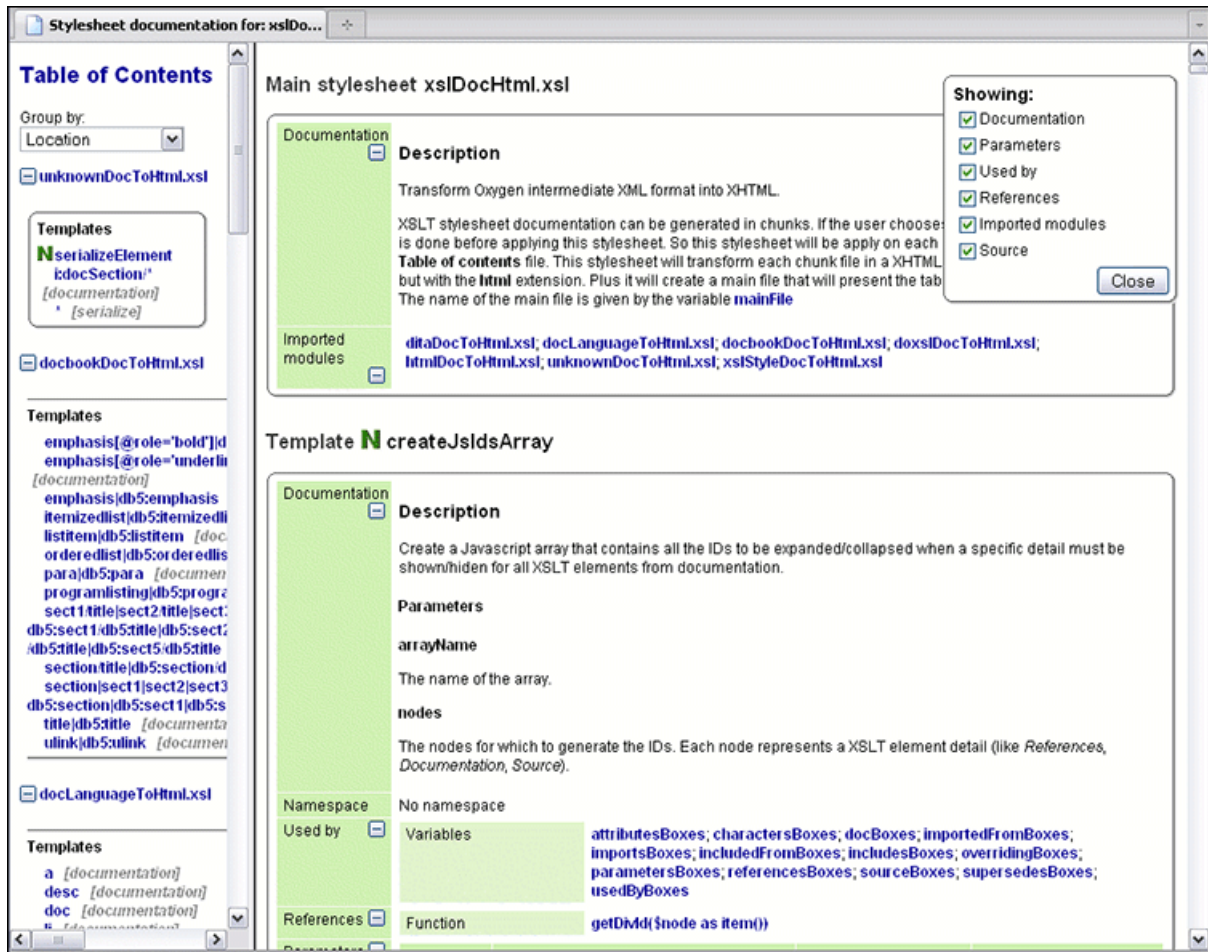 Stylesheet documentation for: xslDo...
Table of Contents
Group by:
Location
unknownDocToHtml.xsl
Templates
N serializeElement
i:docSection/*
[documentation]
* [serialize]
docbookDocToHtml.xsl
Templates
emphasis[@role='bold']|d
emphasis[@role='underlin
[documentation]
emphasis|db5:emphasis
itemizedlist|db5:itemizedli
listitem|db5:listitem [doc
orderedlist|db5:orderedlis
para|db5:para [documen
programlisting|db5:progra
sect1/title|sect2/title|sect
db5:sect1/db5:title|db5:sect2
/db5:title|db5:sect5/db5:title
section/title|db5:section/d
section|sect1|sect2|sect3
db5:section|db5:sect1|db5:s
title|db5:title [documenta
ulink|db5:ulink [documen
docLanguageToHtml.xsl
Templates
a [documentation]
desc [documentation]
doc [documentation]
Main stylesheet xslDocHtml.xsl
Documentation
Description
Transform Oxygen intermediate XML format into XHTML.
XSLT stylesheet documentation can be generated in chunks. If the user choose
is done before applying this stylesheet. So this stylesheet will be apply on each
Table of contents file. This stylesheet will transform each chunk file in a XHTML
but with the html extension. Plus it will create a main file that will present the tab
The name of the main file is given by the variable mainFile
Imported
modules
ditaDocToHtml.xsl; docLanguageToHtml.xsl; docbookDocToHtml.xsl; doxslDocToHtml.xsl;
htmlDocToHtml.xsl; unknownDocToHtml.xsl; xslStyleDocToHtml.xsl
Showing:
Documentation
Parameters
Used by
References
Imported modules
Source
Close
Template N createJsIdsArray
Documentation
Description
Create a Javascript array that contains all the IDs to be expanded/collapsed when a specific detail must be
shown/hiden for all XSLT elements from documentation.
Parameters
arrayName
The name of the array.
nodes
The nodes for which to generate the IDs. Each node represents a XSLT element detail (like References,
Documentation, Source).
Namespace No namespace
Used by Variables
attributesBoxes; charactersBoxes; docBoxes; importedFromBoxes;
importsBoxes; includedFromBoxes; includesBoxes; overridingBoxes;
parametersBoxes; referencesBoxes; sourceBoxes; supersedesBoxes;
usedByBoxes
References Function getDivId($node as item())